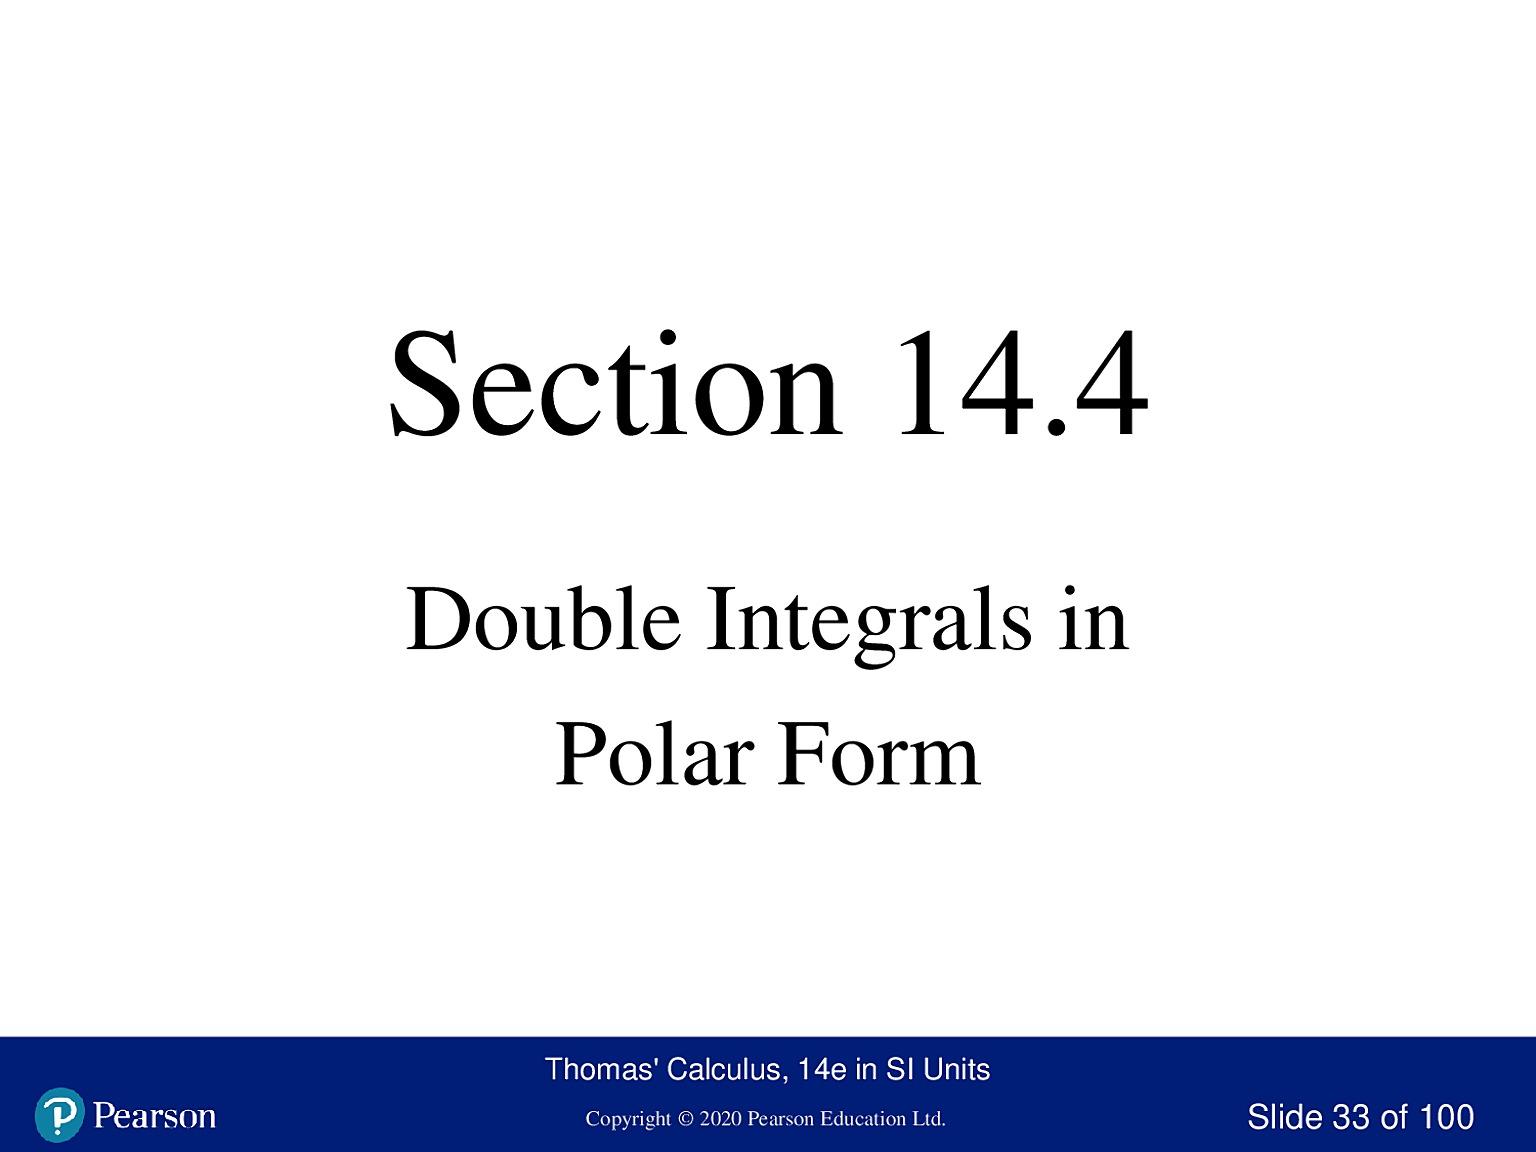 Section 14.4
Double Integrals in
Polar Form
Thomas' Calculus, 14e in SI Units
Pearson
Copyright © 2020 Pearson Education Ltd.
Slide 33 of 100